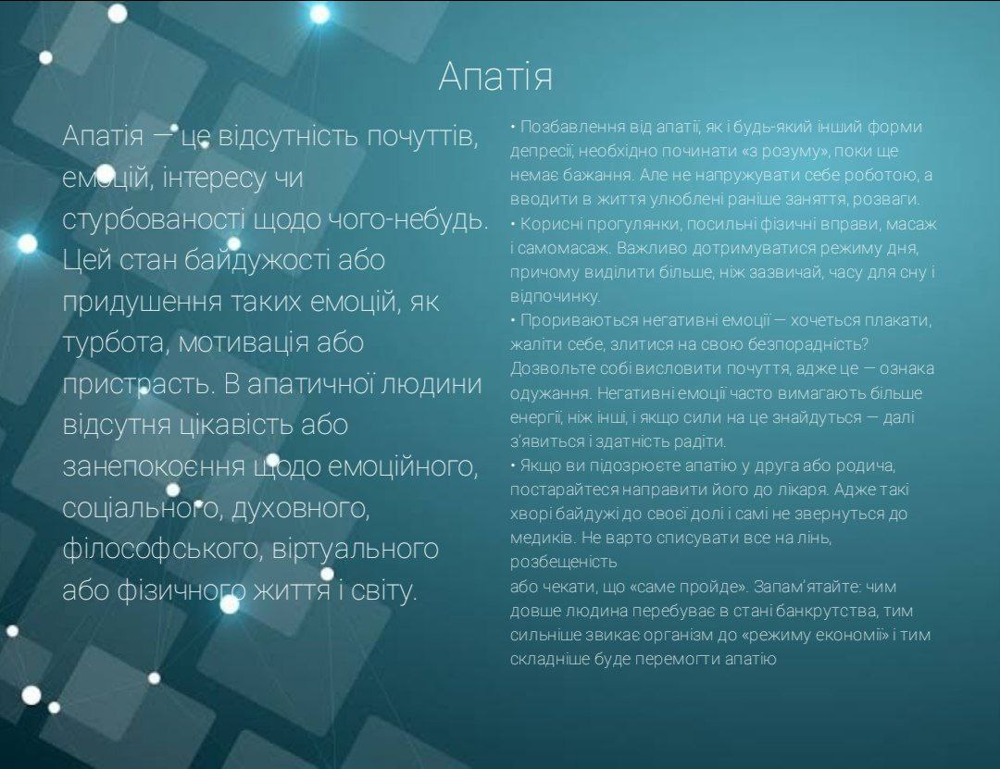 Апатія
Апатія — це відсутність почуттів,
емоцій, інтересу чи
стурбованості щодо чого-небудь.
Цей стан байдужості або
придушення таких емоцій, як
турбота, мотивація або
пристрасть. В апатичної людини
відсутня цікавість або
занепокоєння щодо емоційного,
соціального, духовного,
філософського, віртуального
або фізичного життя і світу.
• Позбавлення від апатії, як і будь-який інший форми
депресії, необхідно починати «з розуму», поки ще
немає бажання. Але не напружувати себе роботою, а
вводити в життя улюблені раніше заняття, розваги.
• Корисні прогулянки, посильні фізичні вправи, масаж
і самомасаж. Важливо дотримуватися режиму дня,
причому виділити більше, ніж зазвичай, часу для сну і
відпочинку.
• Прориваються негативні емоції — хочеться плакати,
жаліти себе, злитися на свою безпорадність?
Дозвольте собі висловити почуття, адже це — ознака
одужання. Негативні емоції часто вимагають більше
енергії, ніж інші, і якщо сили на це знайдуться — далі
з'явиться і здатність радіти.
• Якщо ви підозрюєте апатію у друга або родича,
постарайтеся направити його до лікаря. Адже такі
хворі байдужі до своєї долі і самі не звернуться до
медиків. Не варто списувати все на лінь,
розбещеність
або чекати, що «саме пройде». Запам'ятайте: чим
довше людина перебуває в стані банкрутства, тим
сильніше звикає організм до «режиму економії» і тим
складніше буде перемогти апатію